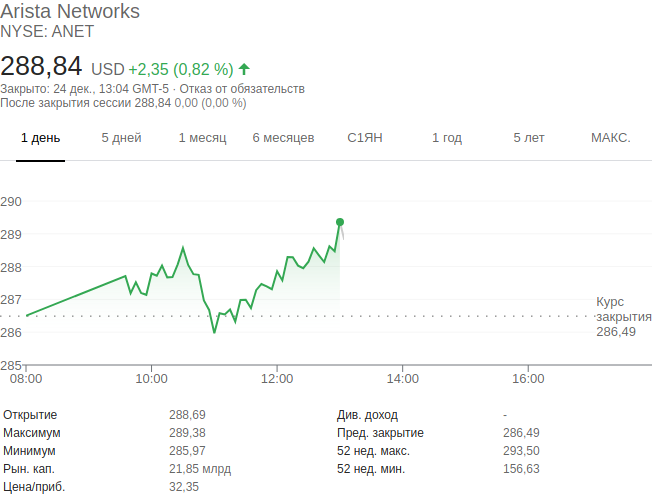 Arista Networks
NYSE: ANET
288,84 USD +2,35 (0,82 %)
Закрыто: 24 дек., 13:04 GMT-5 · Отказ от обязательств
После закрытия сессии 288,84 0,00 (0,00 %)
1 день 5 дней 1 месяц 6 месяцев С1ЯН 1 год 5 лет МАКС.
290
289
288
287
286
285
Курс
закрытия
286,49
08:00 10:00 12:00 14:00 16:00
Открытие 288,69 Див. доход -
Максимум 289,38 Пред. закрытие 286,49
Минимум 285,97 52 нед. макс. 293,50
Рын. кап. 21,85 млрд 52 нед. мин. 156,63
Цена/приб. 32,35